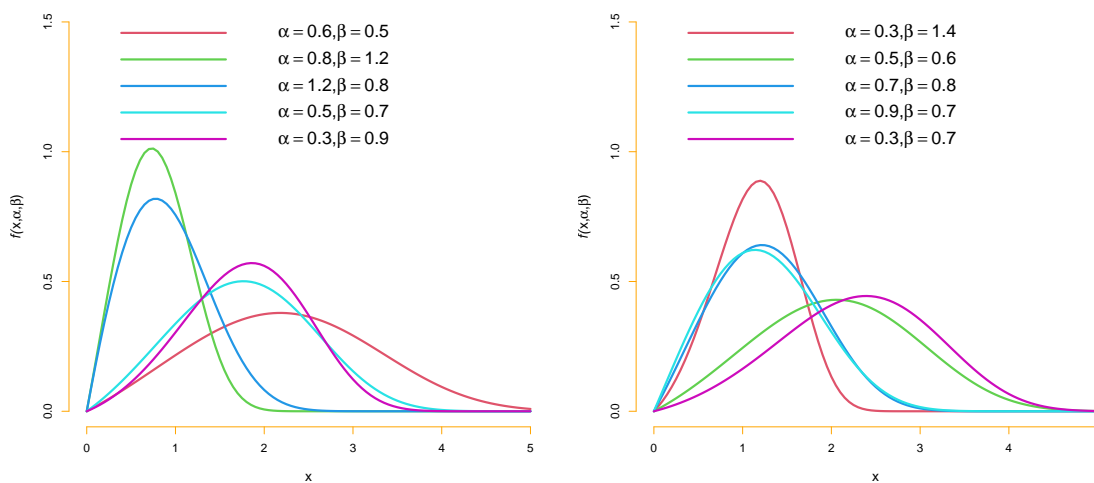 1.5
1.0
0.5
0.0
f(x,α,β)
α = 0.6,β = 0.5
α = 0.8,β = 1.2
α = 1.2,β = 0.8
α = 0.5,β = 0.7
α = 0.3,β = 0.9
0 1 2 3 4 5
x
1.5
1.0
0.5
0.0
f(x,α,β)
α = 0.3,β = 1.4
α = 0.5,β = 0.6
α = 0.7,β = 0.8
α = 0.9,β = 0.7
α = 0.3,β = 0.7
0 1 2 3 4
x